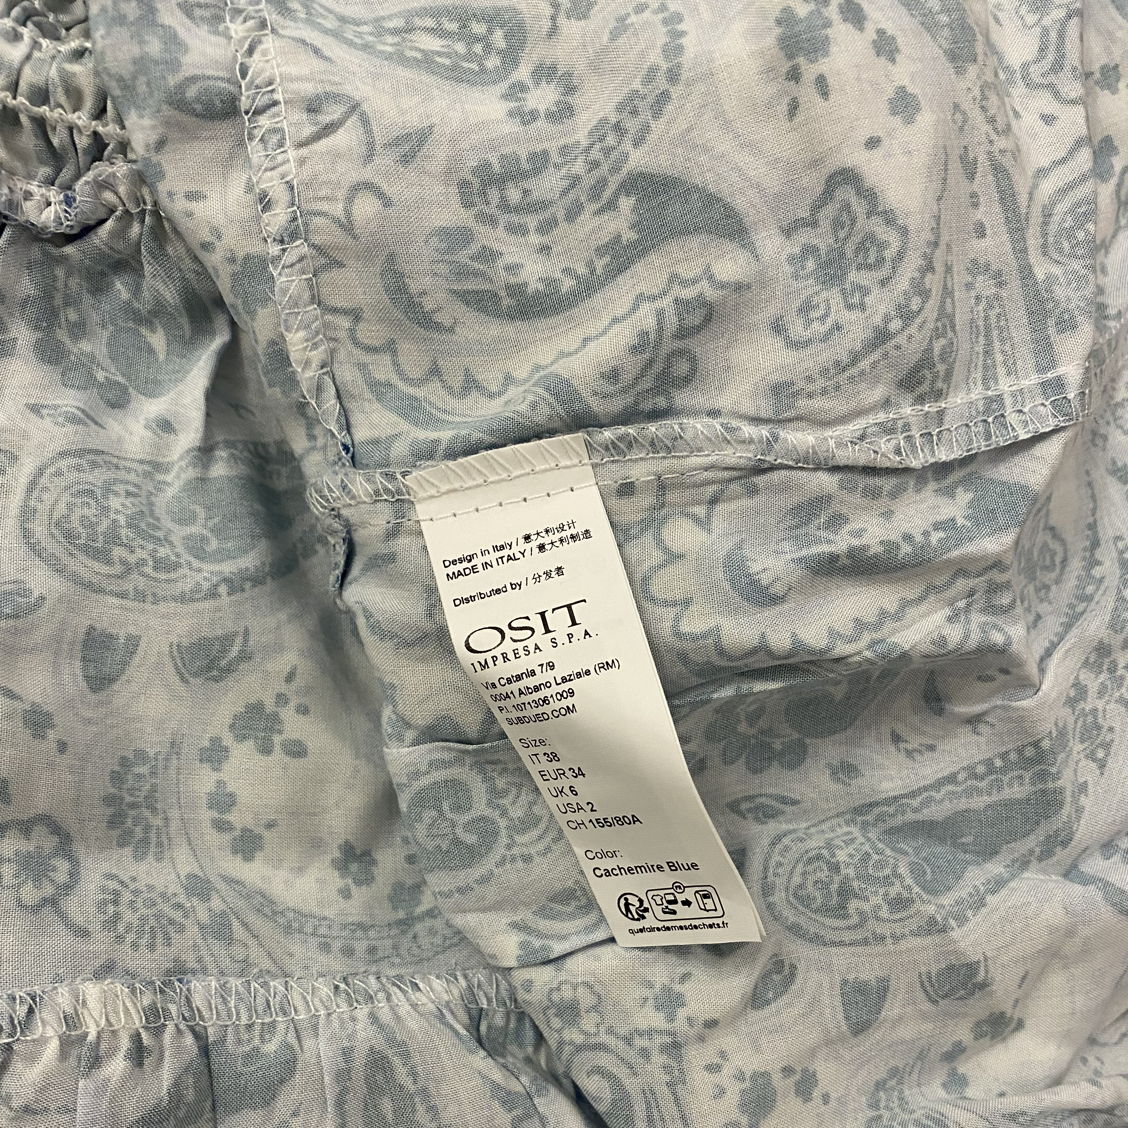 Design in Italy / 意大利设计
MADE IN ITALY / 意大利制造
Distributed by / 分发者
OSIT
IMPRESA S.P.A.
Via Catania 7/9
00041 Albano Laziale (RM)
P.I. 10713061009
SUBDUED.COM
Size:
IT 38
EUR 34
UK 6
USA 2
CH 155/80A
Color:
Cachemire Blue
FR
quefairedemesdechets.fr